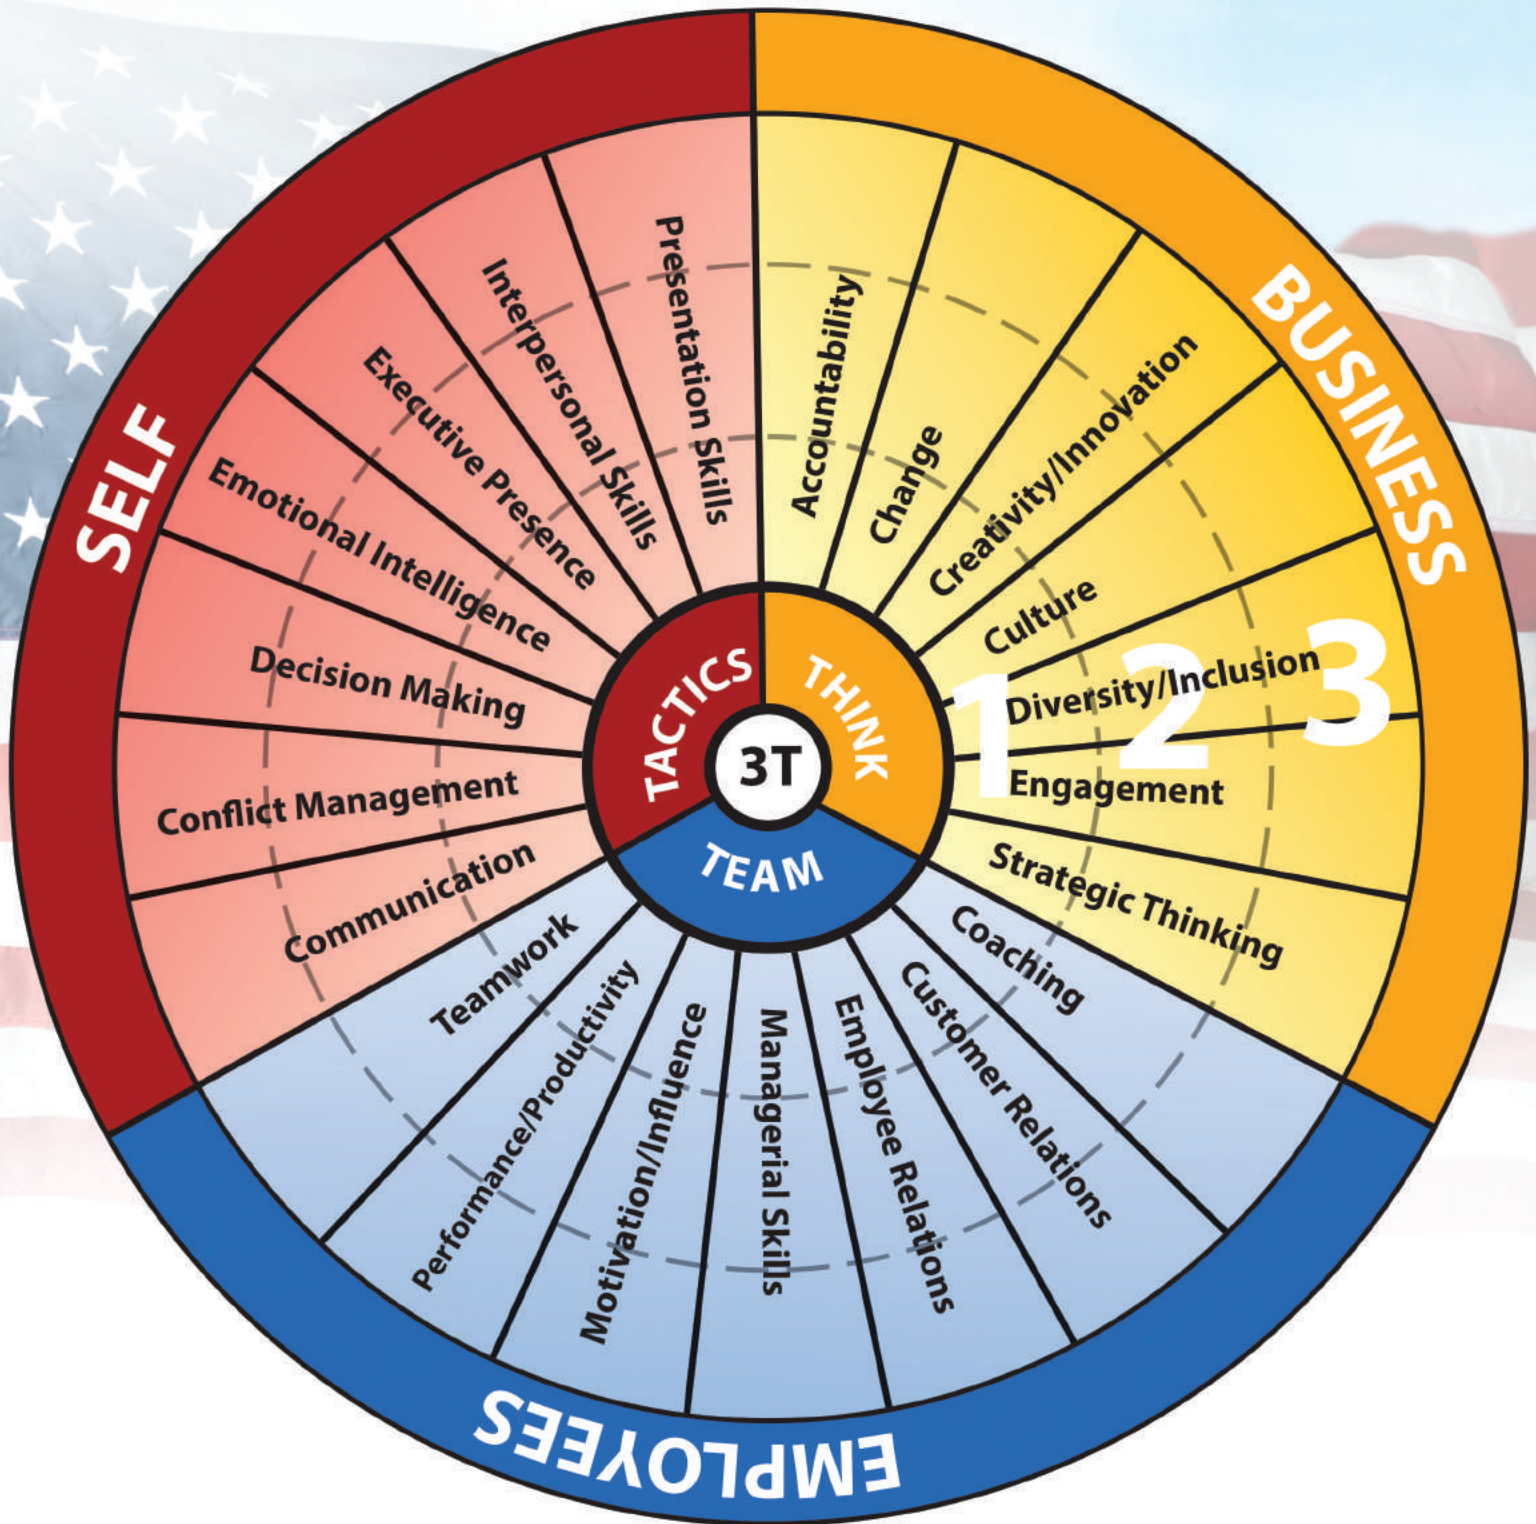 SELF
BUSINESS
EMPLOYEES
TACTICS
THINK
TEAM
3T
1
2
3
Accountability
Change
Creativity/Innovation
Culture
Diversity/Inclusion
Engagement
Strategic Thinking
Coaching
Customer Relations
Employee Relations
Managerial Skills
Motivation/Influence
Performance/Productivity
Teamwork
Communication
Conflict Management
Decision Making
Emotional Intelligence
Executive Presence
Interpersonal Skills
Presentation Skills